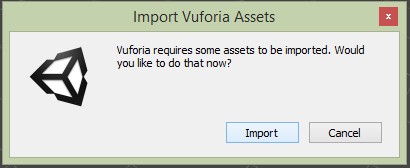 Import Vuforia Assets
x
Vuforia requires some assets to be imported. Would
you like to do that now?
Import
Cancel